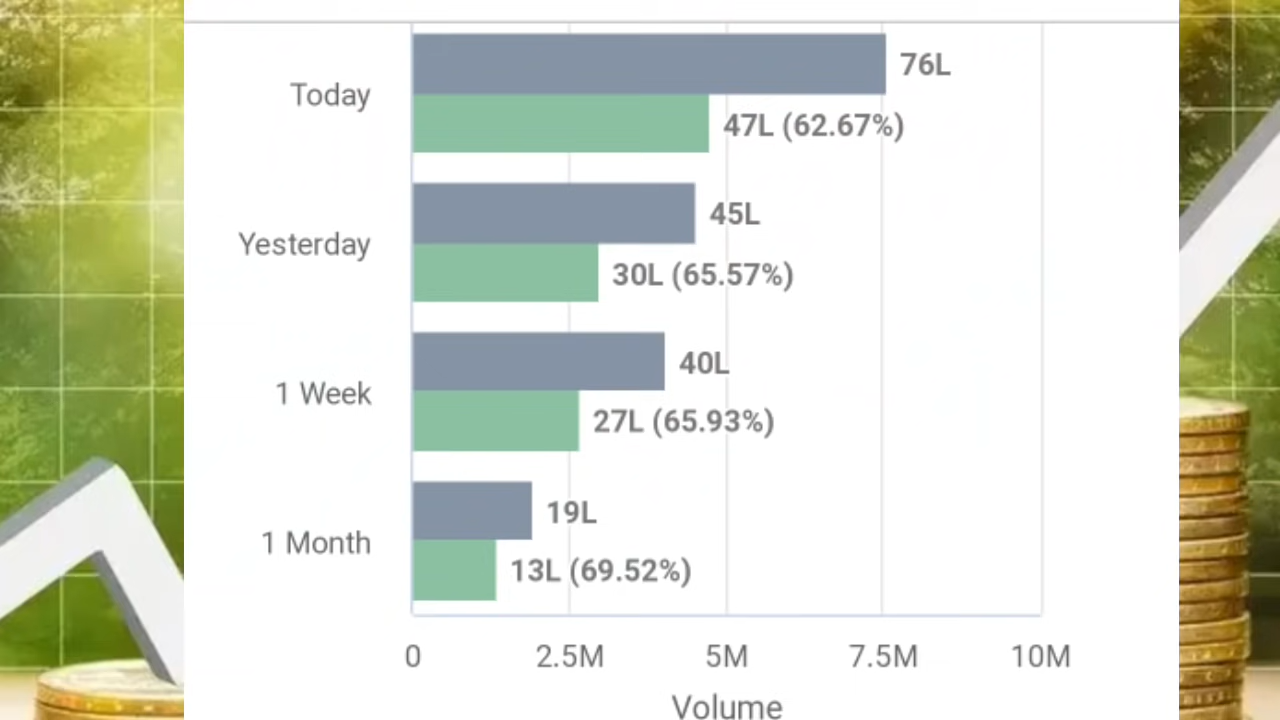 76L
Today
47L (62.67%)
45L
Yesterday
30L (65.57%)
40L
1 Week
27L (65.93%)
19L
1 Month
13L (69.52%)
0 2.5M 5M 7.5M 10M
Volume